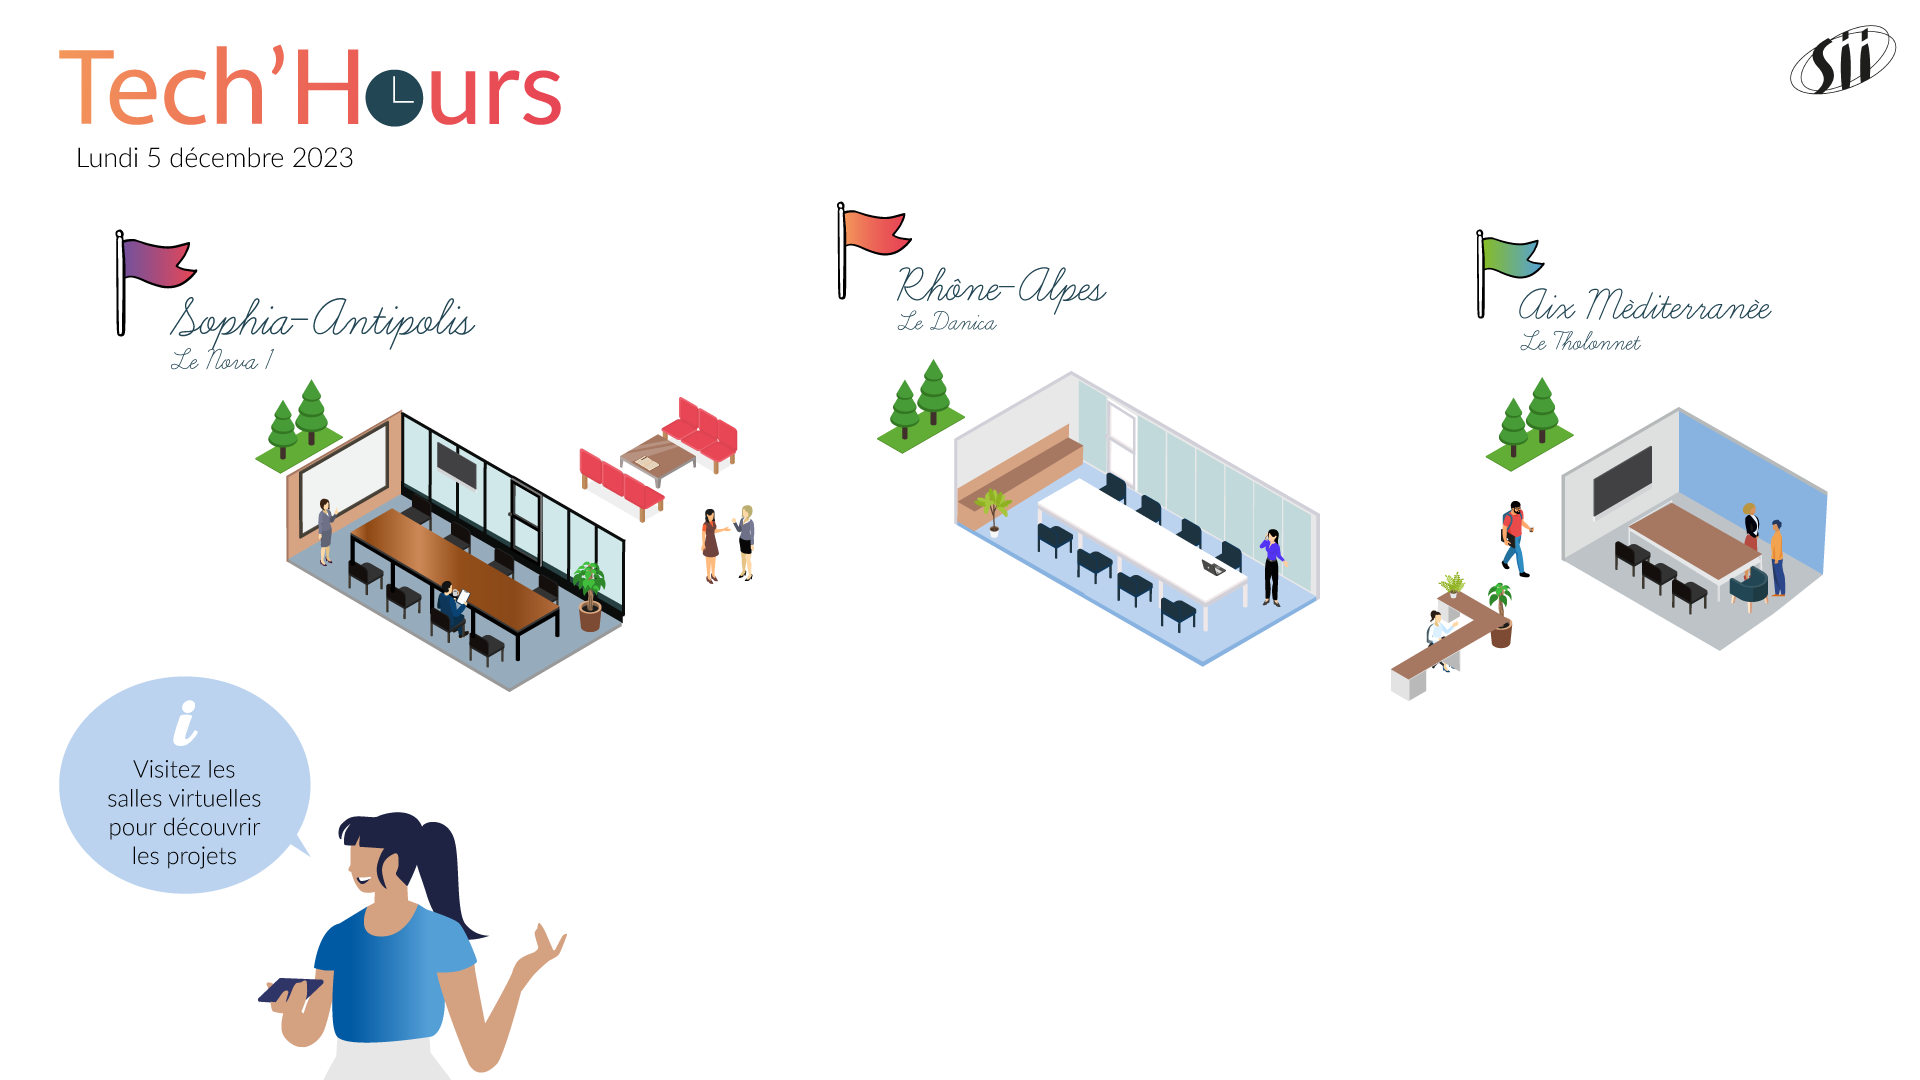 Tech'Hours
Lundi 5 décembre 2023
sii
Sophia-Antipolis
Le Nova 1
Rhône-Alpes
Le Danica
Aix Mèditerranèe
Le Tholonnet
i
Visitez les
salles virtuelles
pour découvrir
les projets